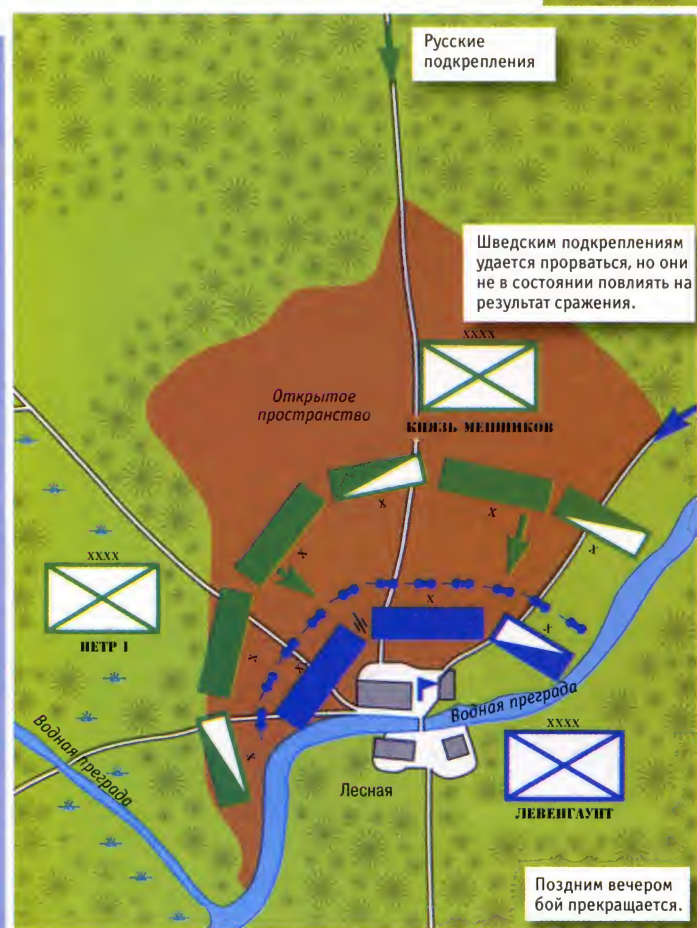 Русские
подкрепления
Шведским подкреплениям
удается прорваться, но они
не в состоянии повлиять на
результат сражения.
XXXX
КНЯЗЬ МЕНШИКОВ
Открытое
пространство
X
X
X
X
XXXX
ПЕТР I
X
X
X
X
X
Водная преграда
Водная преграда
Лесная
XXXX
ЛЕВЕНГАУПТ
Поздним вечером
бой прекращается.